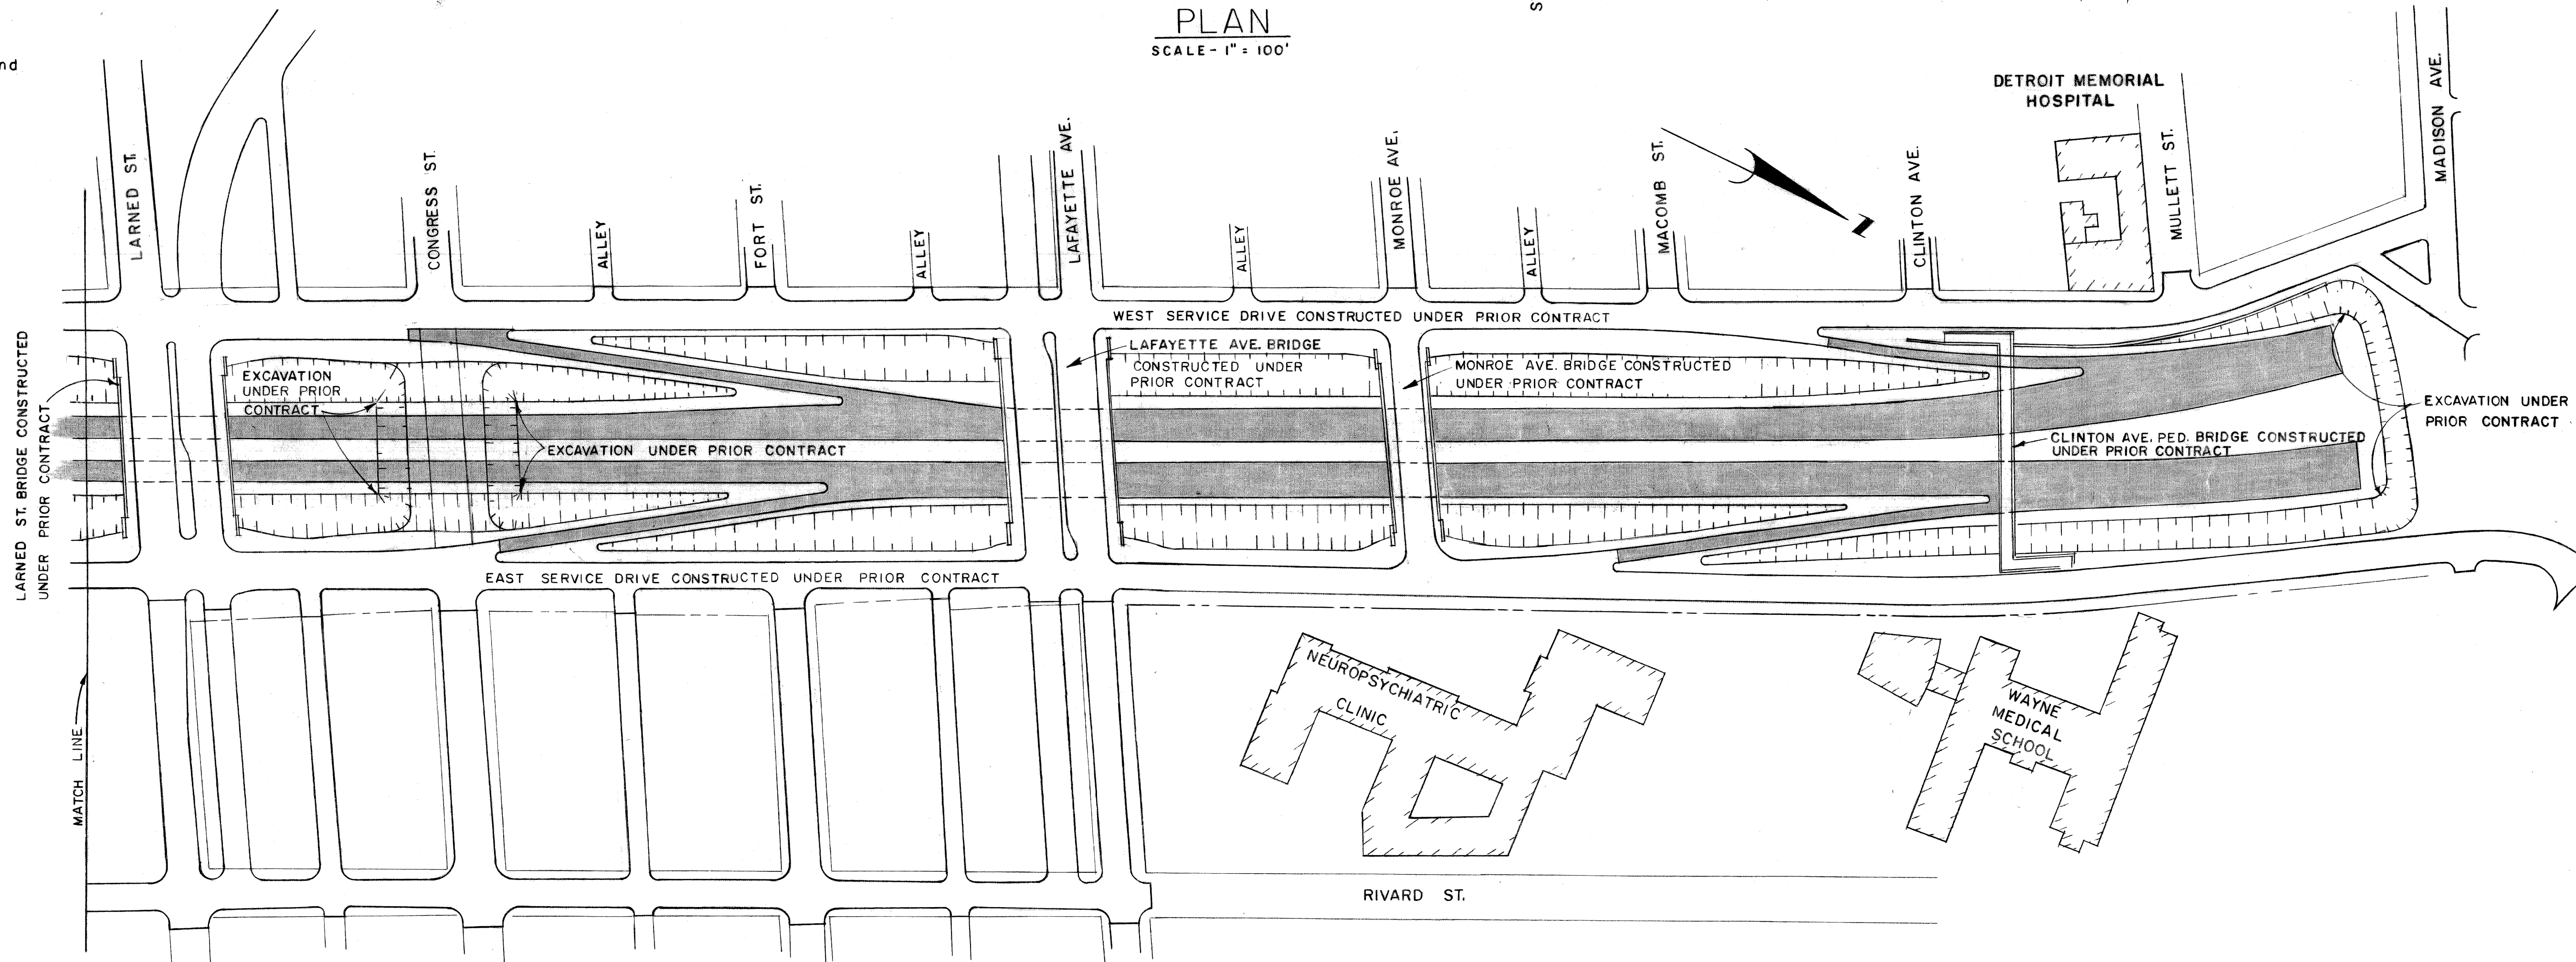 PLAN
SCALE - 1" = 100'
nd
S
DETROIT MEMORIAL
HOSPITAL
LARNED ST.
CONGRESS ST.
ALLEY
FORT ST.
ALLEY
LAFAYETTE AVE.
ALLEY
MONROE AVE.
ALLEY
MACOMB ST.
CLINTON AVE.
MULLETT ST.
MADISON AVE.
WEST SERVICE DRIVE CONSTRUCTED UNDER PRIOR CONTRACT
LARNED ST. BRIDGE CONSTRUCTED
UNDER PRIOR CONTRACT
EXCAVATION
UNDER PRIOR
CONTRACT
EXCAVATION UNDER PRIOR CONTRACT
LAFAYETTE AVE. BRIDGE
CONSTRUCTED UNDER
PRIOR CONTRACT
MONROE AVE. BRIDGE CONSTRUCTED
UNDER PRIOR CONTRACT
CLINTON AVE. PED. BRIDGE CONSTRUCTED
UNDER PRIOR CONTRACT
EXCAVATION UNDER
PRIOR CONTRACT
EAST SERVICE DRIVE CONSTRUCTED UNDER PRIOR CONTRACT
MATCH LINE
NEUROPSYCHIATRIC
CLINIC
WAYNE
MEDICAL
SCHOOL
RIVARD ST.